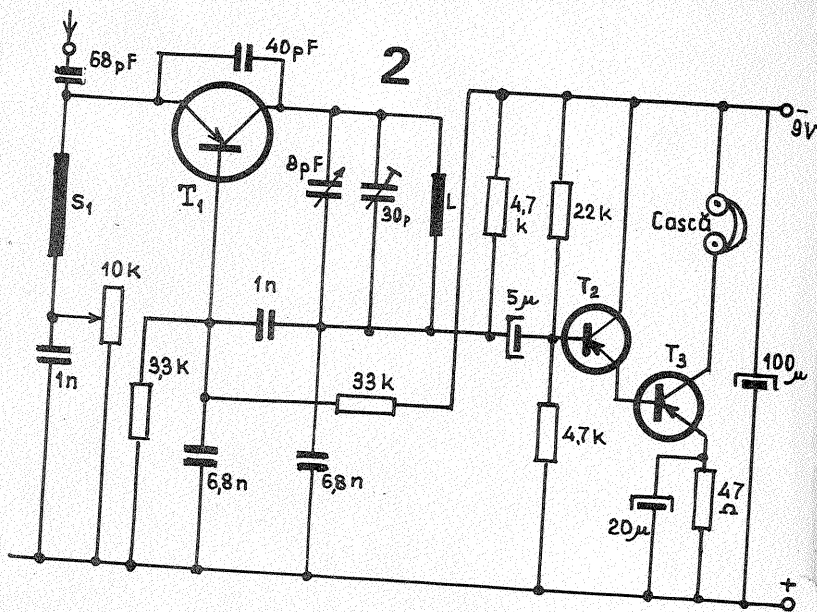 68pF
40pF
2
T1
8pF
30p
L
S1
10k
1n
3,3k
1n
33k
6,8n
6,8n
4,7
k
22k
5µ
T2
Cască
T3
4,7k
20µ
47
Ω
100
µ
-
9V
+